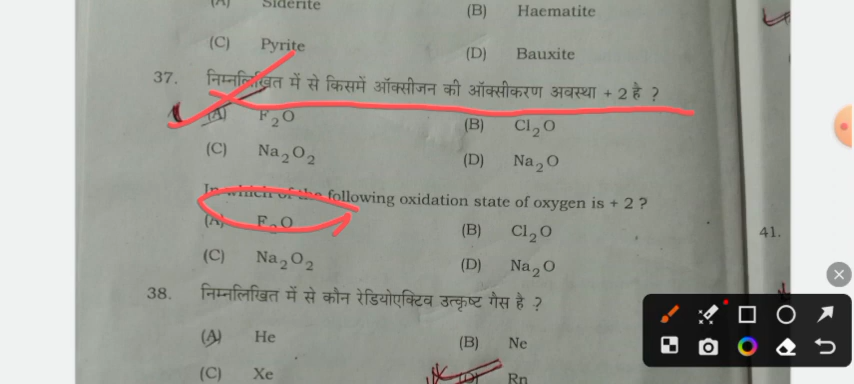 (A) Siderite (B) Haematite
(C) Pyrite (D) Bauxite
37. निम्नलिखित में से किसमें ऑक्सीजन की ऑक्सीकरण अवस्था + 2 है ?
(A) F₂O (B) Cl₂O
(C) Na₂O₂ (D) Na₂O
In which of the following oxidation state of oxygen is + 2 ?
(A) F₂O (B) Cl₂O
41.
(C) Na₂O₂ (D) Na₂O
38. निम्नलिखित में से कौन रेडियोएक्टिव उत्कृष्ट गैस है ?
(A) He (B) Ne
(C) Xe (D) Rn